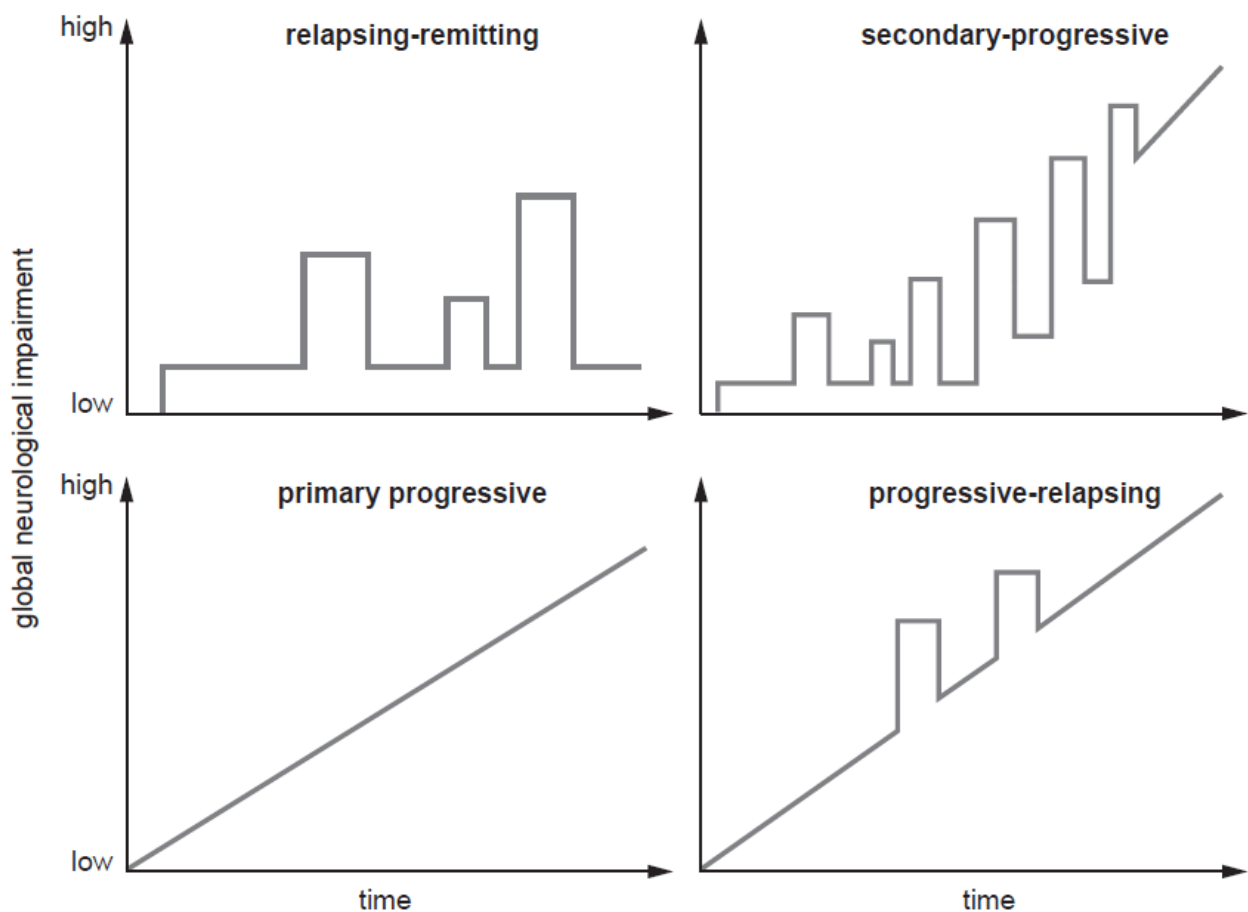 high
relapsing-remitting
secondary-progressive
low
global neurological impairment
high
primary progressive
progressive-relapsing
low
time
time